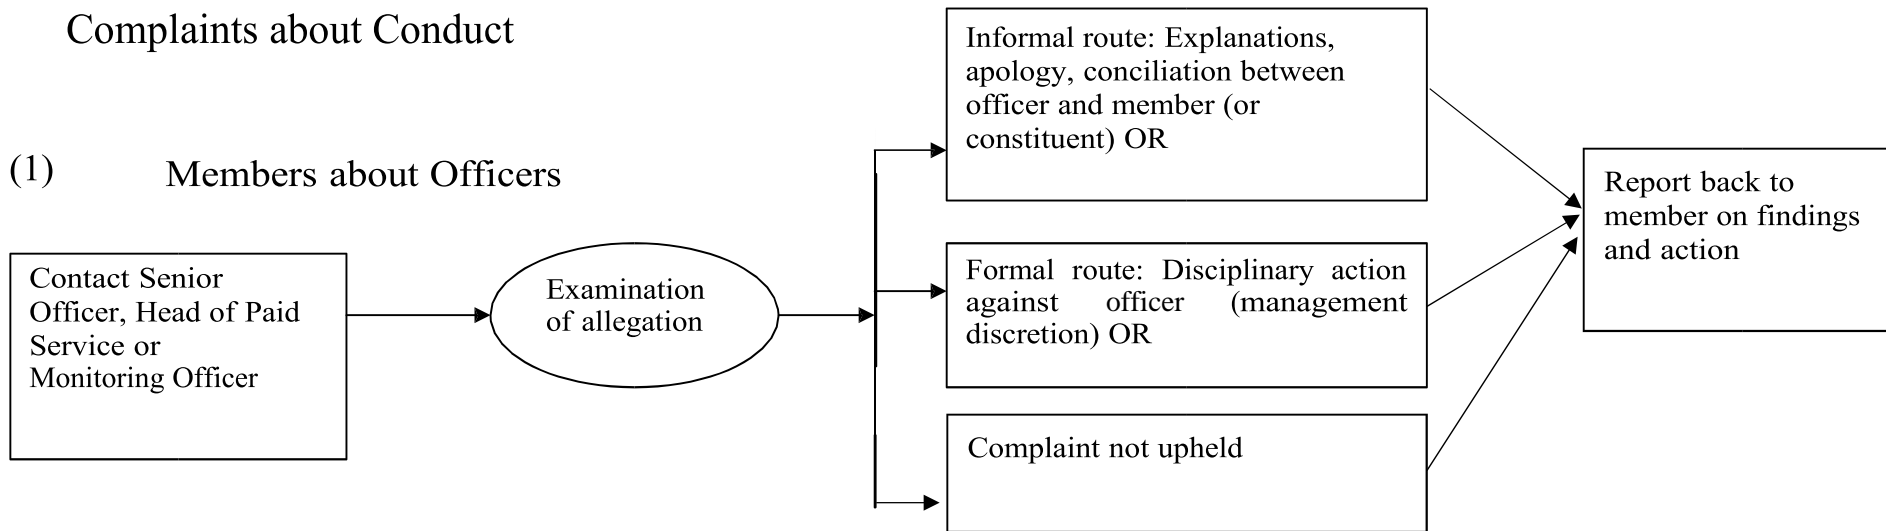 Complaints about Conduct
(1) Members about Officers
Contact Senior
Officer, Head of Paid
Service or
Monitoring Officer
Examination
of allegation
Informal route: Explanations,
apology, conciliation between
officer and member (or
constituent) OR
Formal route: Disciplinary action
against officer (management
discretion) OR
Complaint not upheld
Report back to
member on findings
and action